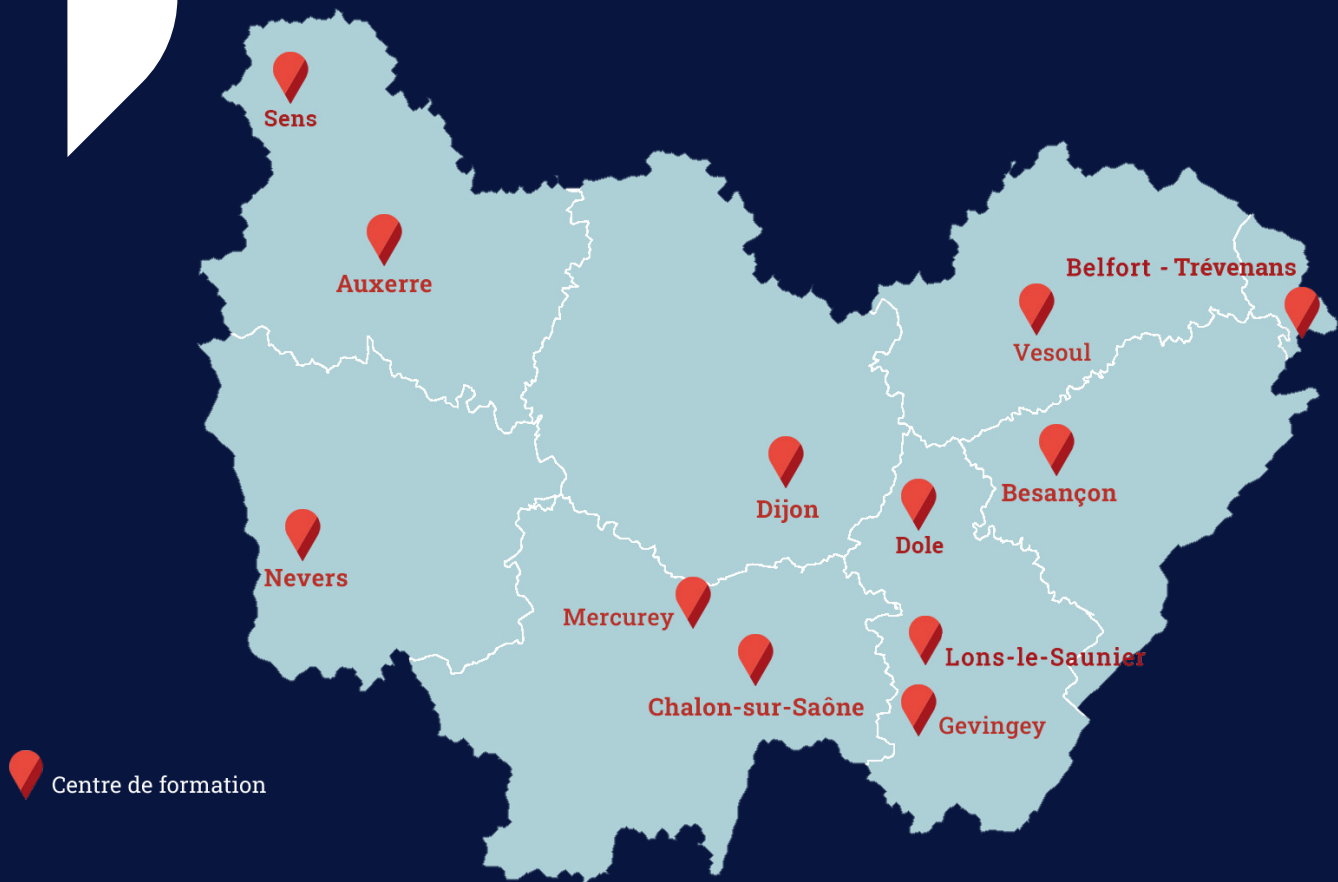 Sens
Auxerre
Belfort - Trévenans
Vesoul
Besançon
Dijon
Dole
Nevers
Mercurey
Lons-le-Saunier
Chalon-sur-Saône
Gevingey
Centre de formation